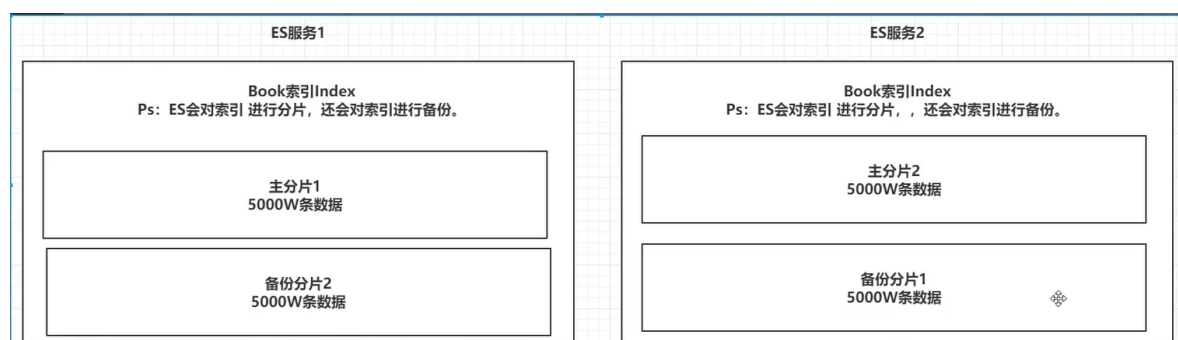 ES服务1
Book索引Index
Ps：ES会对索引 进行分片，还会对索引进行备份。
主分片1
5000W条数据
备份分片2
5000W条数据
ES服务2
Book索引Index
Ps：ES会对索引 进行分片，，还会对索引进行备份。
主分片2
5000W条数据
备份分片1
5000W条数据